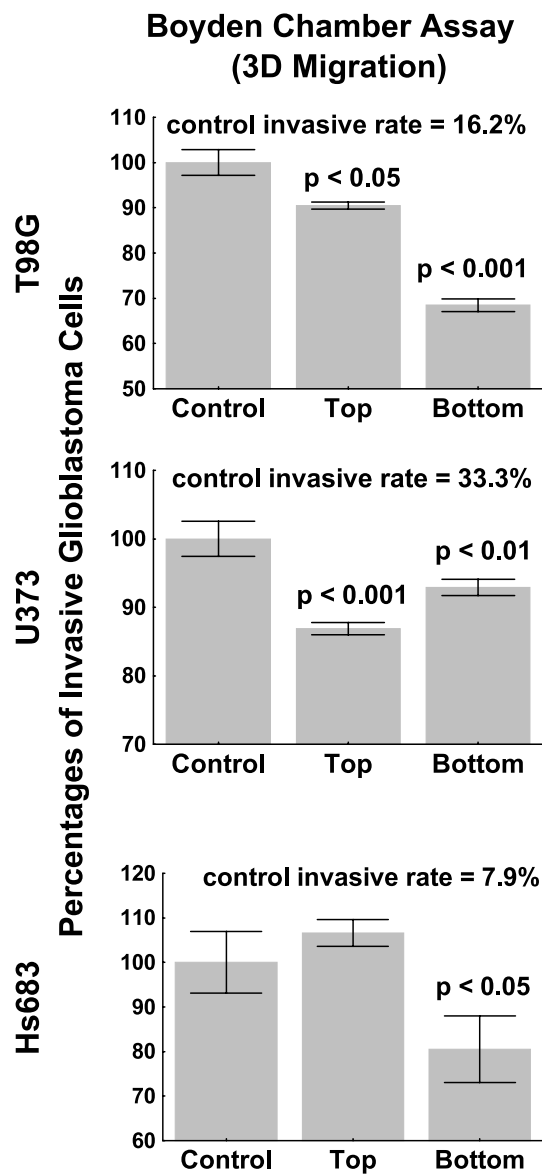 Boyden Chamber Assay
(3D Migration)
Percentages of Invasive Glioblastoma Cells
T98G
110
100
90
80
70
60
50
control invasive rate = 16.2%
p < 0.05
p < 0.001
Control Top Bottom
U373
110
100
90
80
70
control invasive rate = 33.3%
p < 0.001
p < 0.01
Control Top Bottom
Hs683
120
110
100
90
80
70
60
control invasive rate = 7.9%
p < 0.05
Control Top Bottom